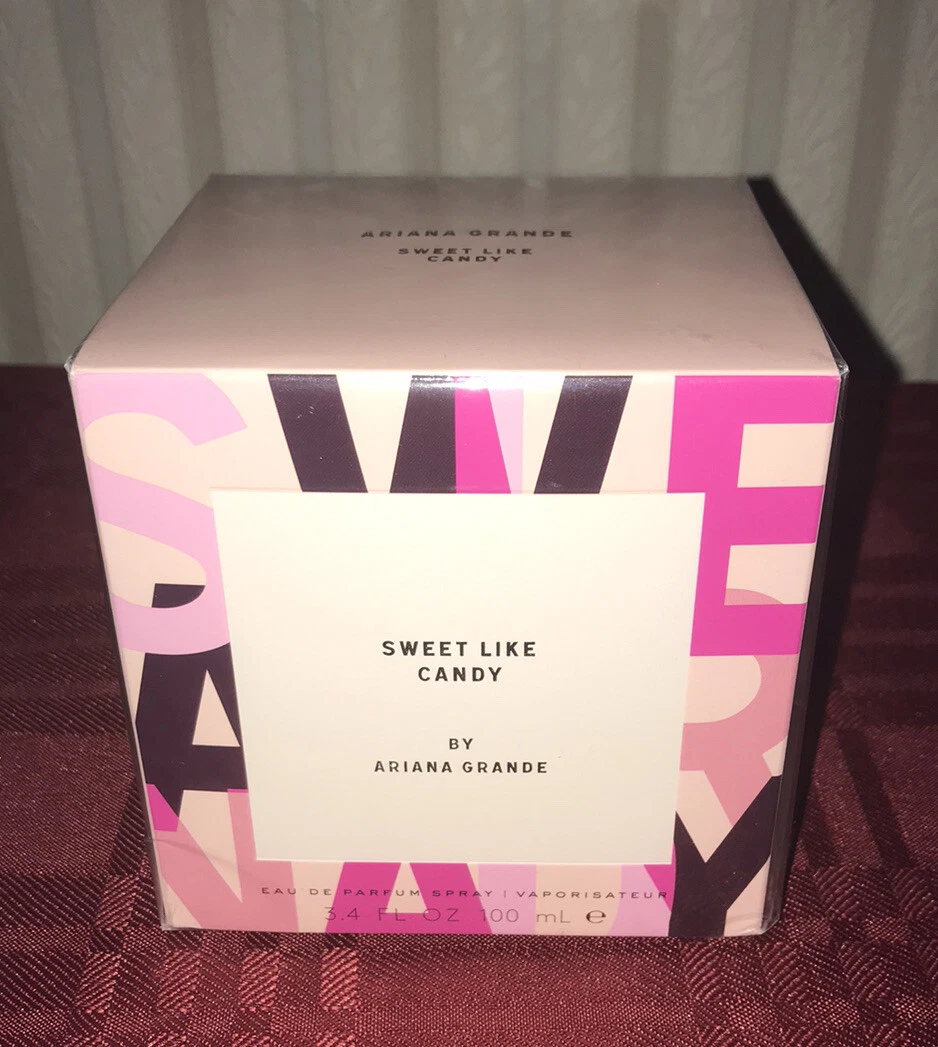 ARIANA GRANDE
SWEET LIKE
CANDY
SWEET LIKE
CANDY
BY
ARIANA GRANDE
EAU DE PARFUM SPRAY | VAPORISATEUR
3.4 FL OZ 100 mL ℮